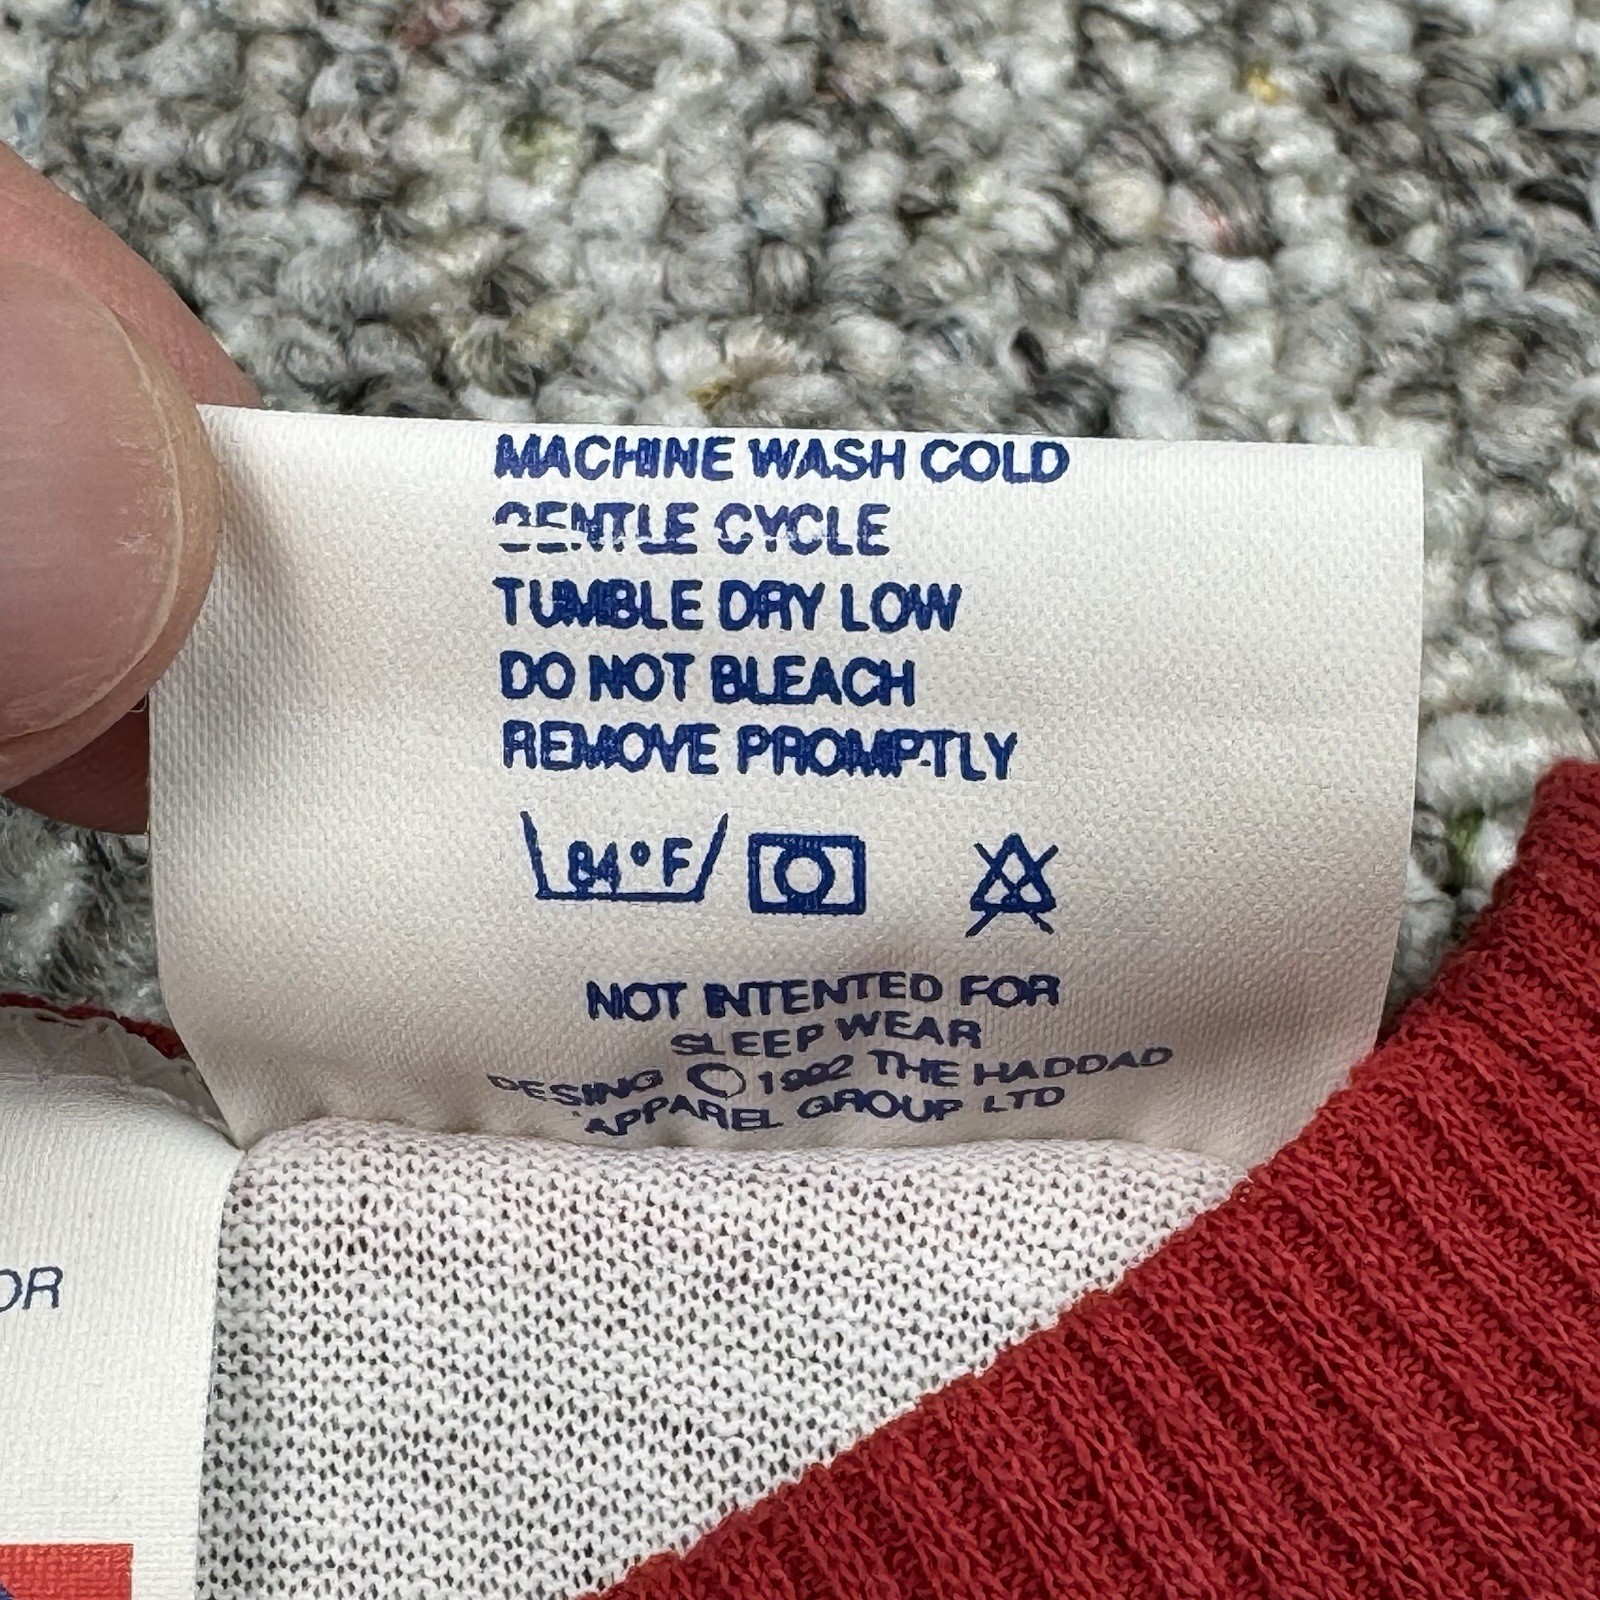 MACHINE WASH COLD
GENTLE CYCLE
TUMBLE DRY LOW
DO NOT BLEACH
REMOVE PROMPTLY
84°F
NOT INTENTED FOR
SLEEP WEAR
DESING © 1992 THE HADDAD
APPAREL GROUP LTD
OR